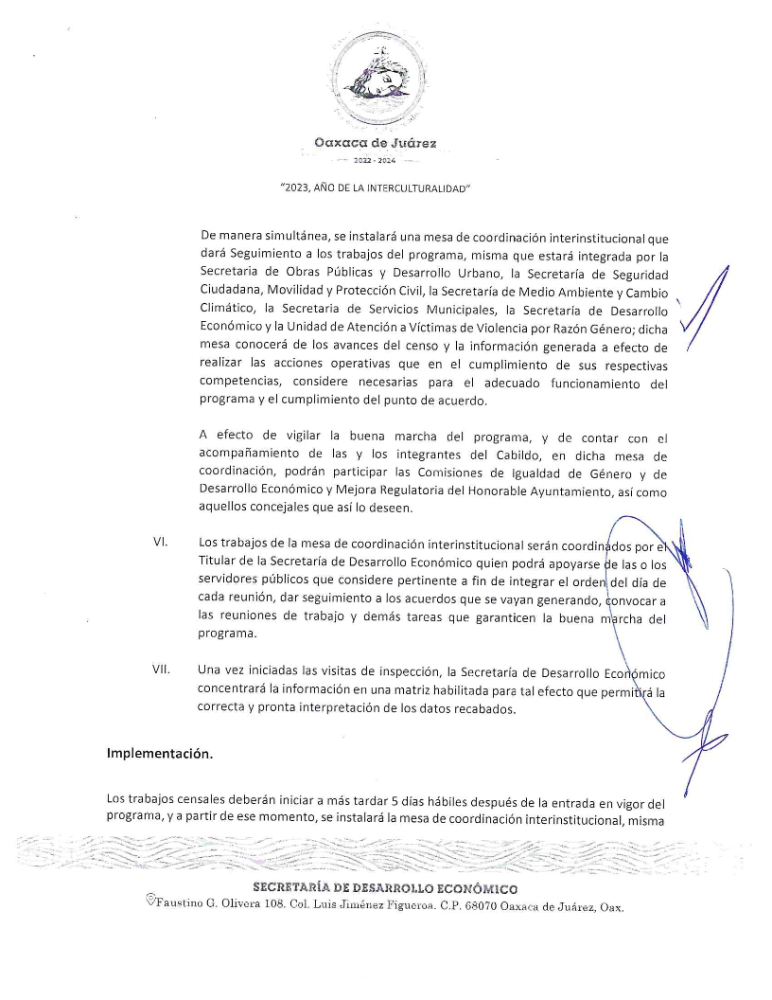 Oaxaca de Juárez
2022 - 2024
"2023, AÑO DE LA INTERCULTURALIDAD"
De manera simultánea, se instalará una mesa de coordinación interinstitucional que
dará Seguimiento a los trabajos del programa, misma que estará integrada por la
Secretaria de Obras Públicas y Desarrollo Urbano, la Secretaría de Seguridad
Ciudadana, Movilidad y Protección Civil, la Secretaría de Medio Ambiente y Cambio
Climático, la Secretaria de Servicios Municipales, la Secretaría de Desarrollo
Económico y la Unidad de Atención a Víctimas de Violencia por Razón Género; dicha
mesa conocerá de los avances del censo y la información generada a efecto de
realizar las acciones operativas que en el cumplimiento de sus respectivas
competencias, considere necesarias para el adecuado funcionamiento del
programa y el cumplimiento del punto de acuerdo.
A efecto de vigilar la buena marcha del programa, y de contar con el
acompañamiento de las y los integrantes del Cabildo, en dicha mesa de
coordinación, podrán participar las Comisiones de Igualdad de Género y de
Desarrollo Económico y Mejora Regulatoria del Honorable Ayuntamiento, así como
aquellos concejales que así lo deseen.
VI. Los trabajos de la mesa de coordinación interinstitucional serán coordinados por el
Titular de la Secretaría de Desarrollo Económico quien podrá apoyarse de las o los
servidores públicos que considere pertinente a fin de integrar el orden del día de
cada reunión, dar seguimiento a los acuerdos que se vayan generando, convocar a
las reuniones de trabajo y demás tareas que garanticen la buena marcha del
programa.
VII. Una vez iniciadas las visitas de inspección, la Secretaría de Desarrollo Económico
concentrará la información en una matriz habilitada para tal efecto que permitirá la
correcta y pronta interpretación de los datos recabados.
Implementación.
Los trabajos censales deberán iniciar a más tardar 5 días hábiles después de la entrada en vigor del
programa, y a partir de ese momento, se instalará la mesa de coordinación interinstitucional, misma
SECRETARÍA DE DESARROLLO ECONÓMICO
Faustino G. Olivera 108. Col. Luis Jiménez Figueroa. C.P. 68070 Oaxaca de Juárez, Oax.